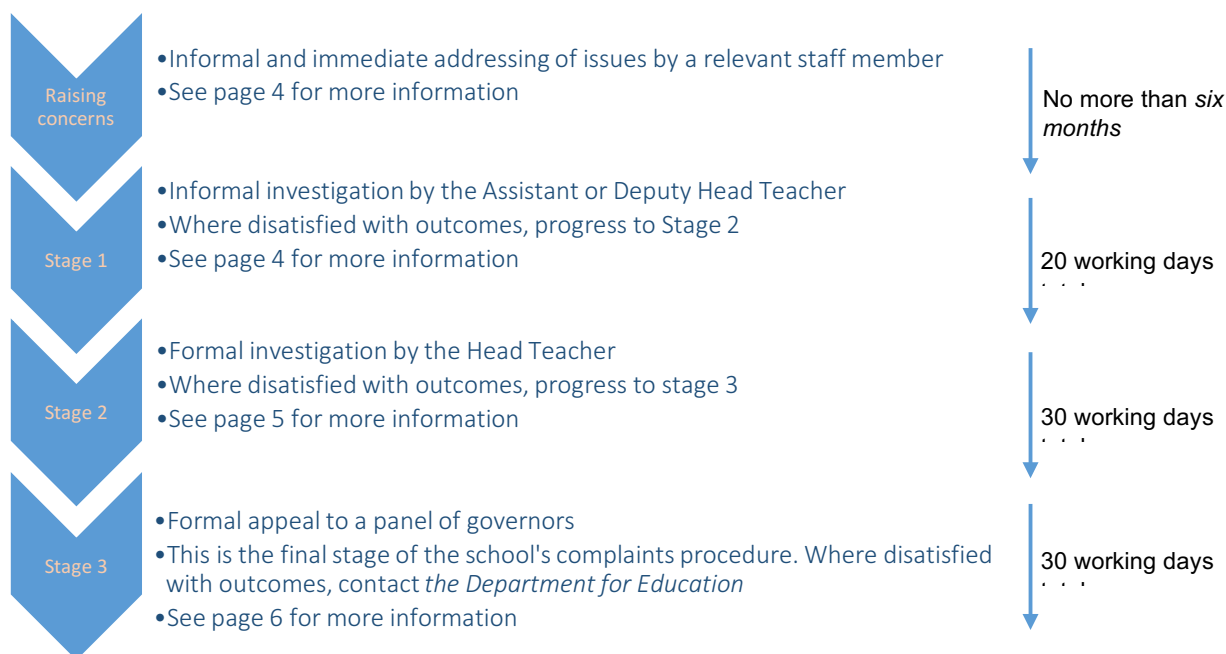 Raising
concerns
•Informal and immediate addressing of issues by a relevant staff member
•See page 4 for more information
No more than six
months
Stage 1
•Informal investigation by the Assistant or Deputy Head Teacher
•Where disatisfied with outcomes, progress to Stage 2
•See page 4 for more information
20 working days
Stage 2
•Formal investigation by the Head Teacher
•Where disatisfied with outcomes, progress to stage 3
•See page 5 for more information
30 working days
Stage 3
•Formal appeal to a panel of governors
•This is the final stage of the school's complaints procedure. Where disatisfied
with outcomes, contact the Department for Education
•See page 6 for more information
30 working days